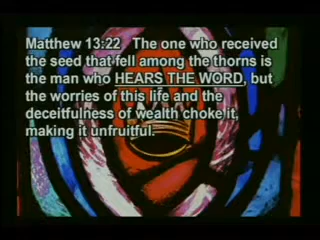 Matthew 13:22 The one who received
the seed that fell among the thorns is
the man who HEARS THE WORD, but
the worries of this life and the
deceitfulness of wealth choke it,
making it unfruitful.